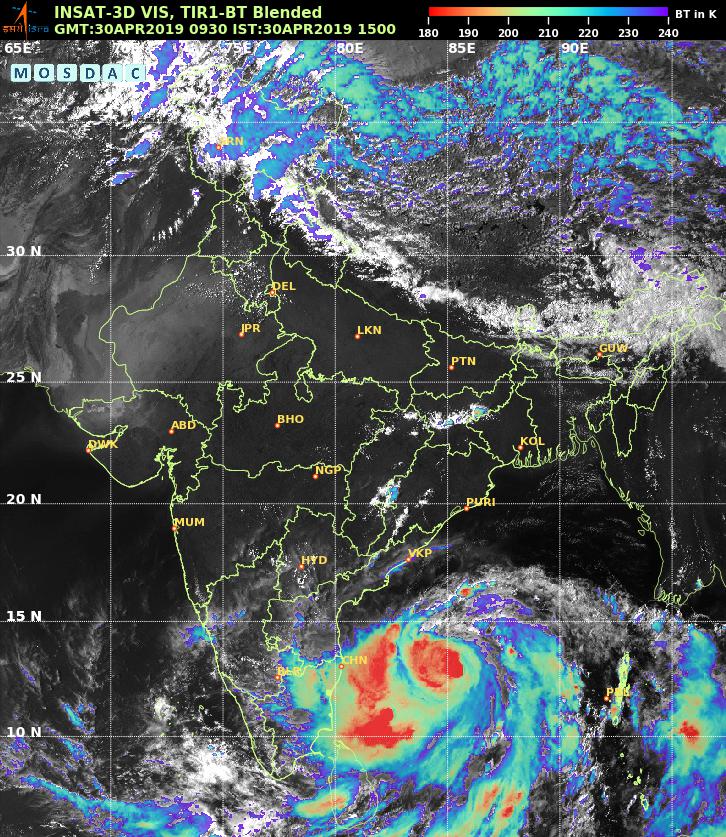 INSAT-3D VIS, TIR1-BT Blended
GMT:30APR2019 0930 IST:30APR2019 1500
BT in K
180 190 200 210 220 230 240
65E 70E 75E 80E 85E 90E
MOSDAC
SRN
30 N
DEL
JPR
LKN
GUW
PTN
25 N
ABD
BHO
DWK
KOL
NGP
20 N
PURI
MUM
VKP
HYD
15 N
CHN
BLR
10 N